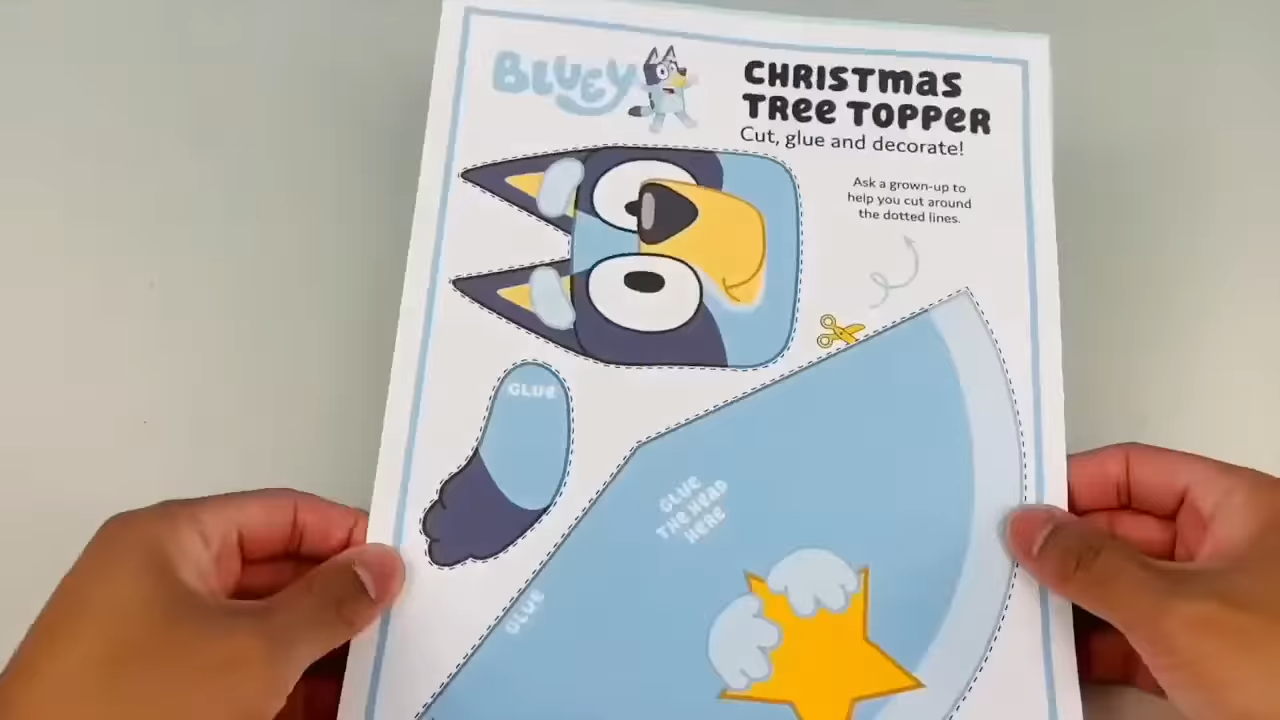 BLUEY
CHRISTMAS
TREE TOPPER
Cut, glue and decorate!
Ask a grown-up to
help you cut around
the dotted lines.
GLUE
GLUE
THE HEAD
HERE
GLUE